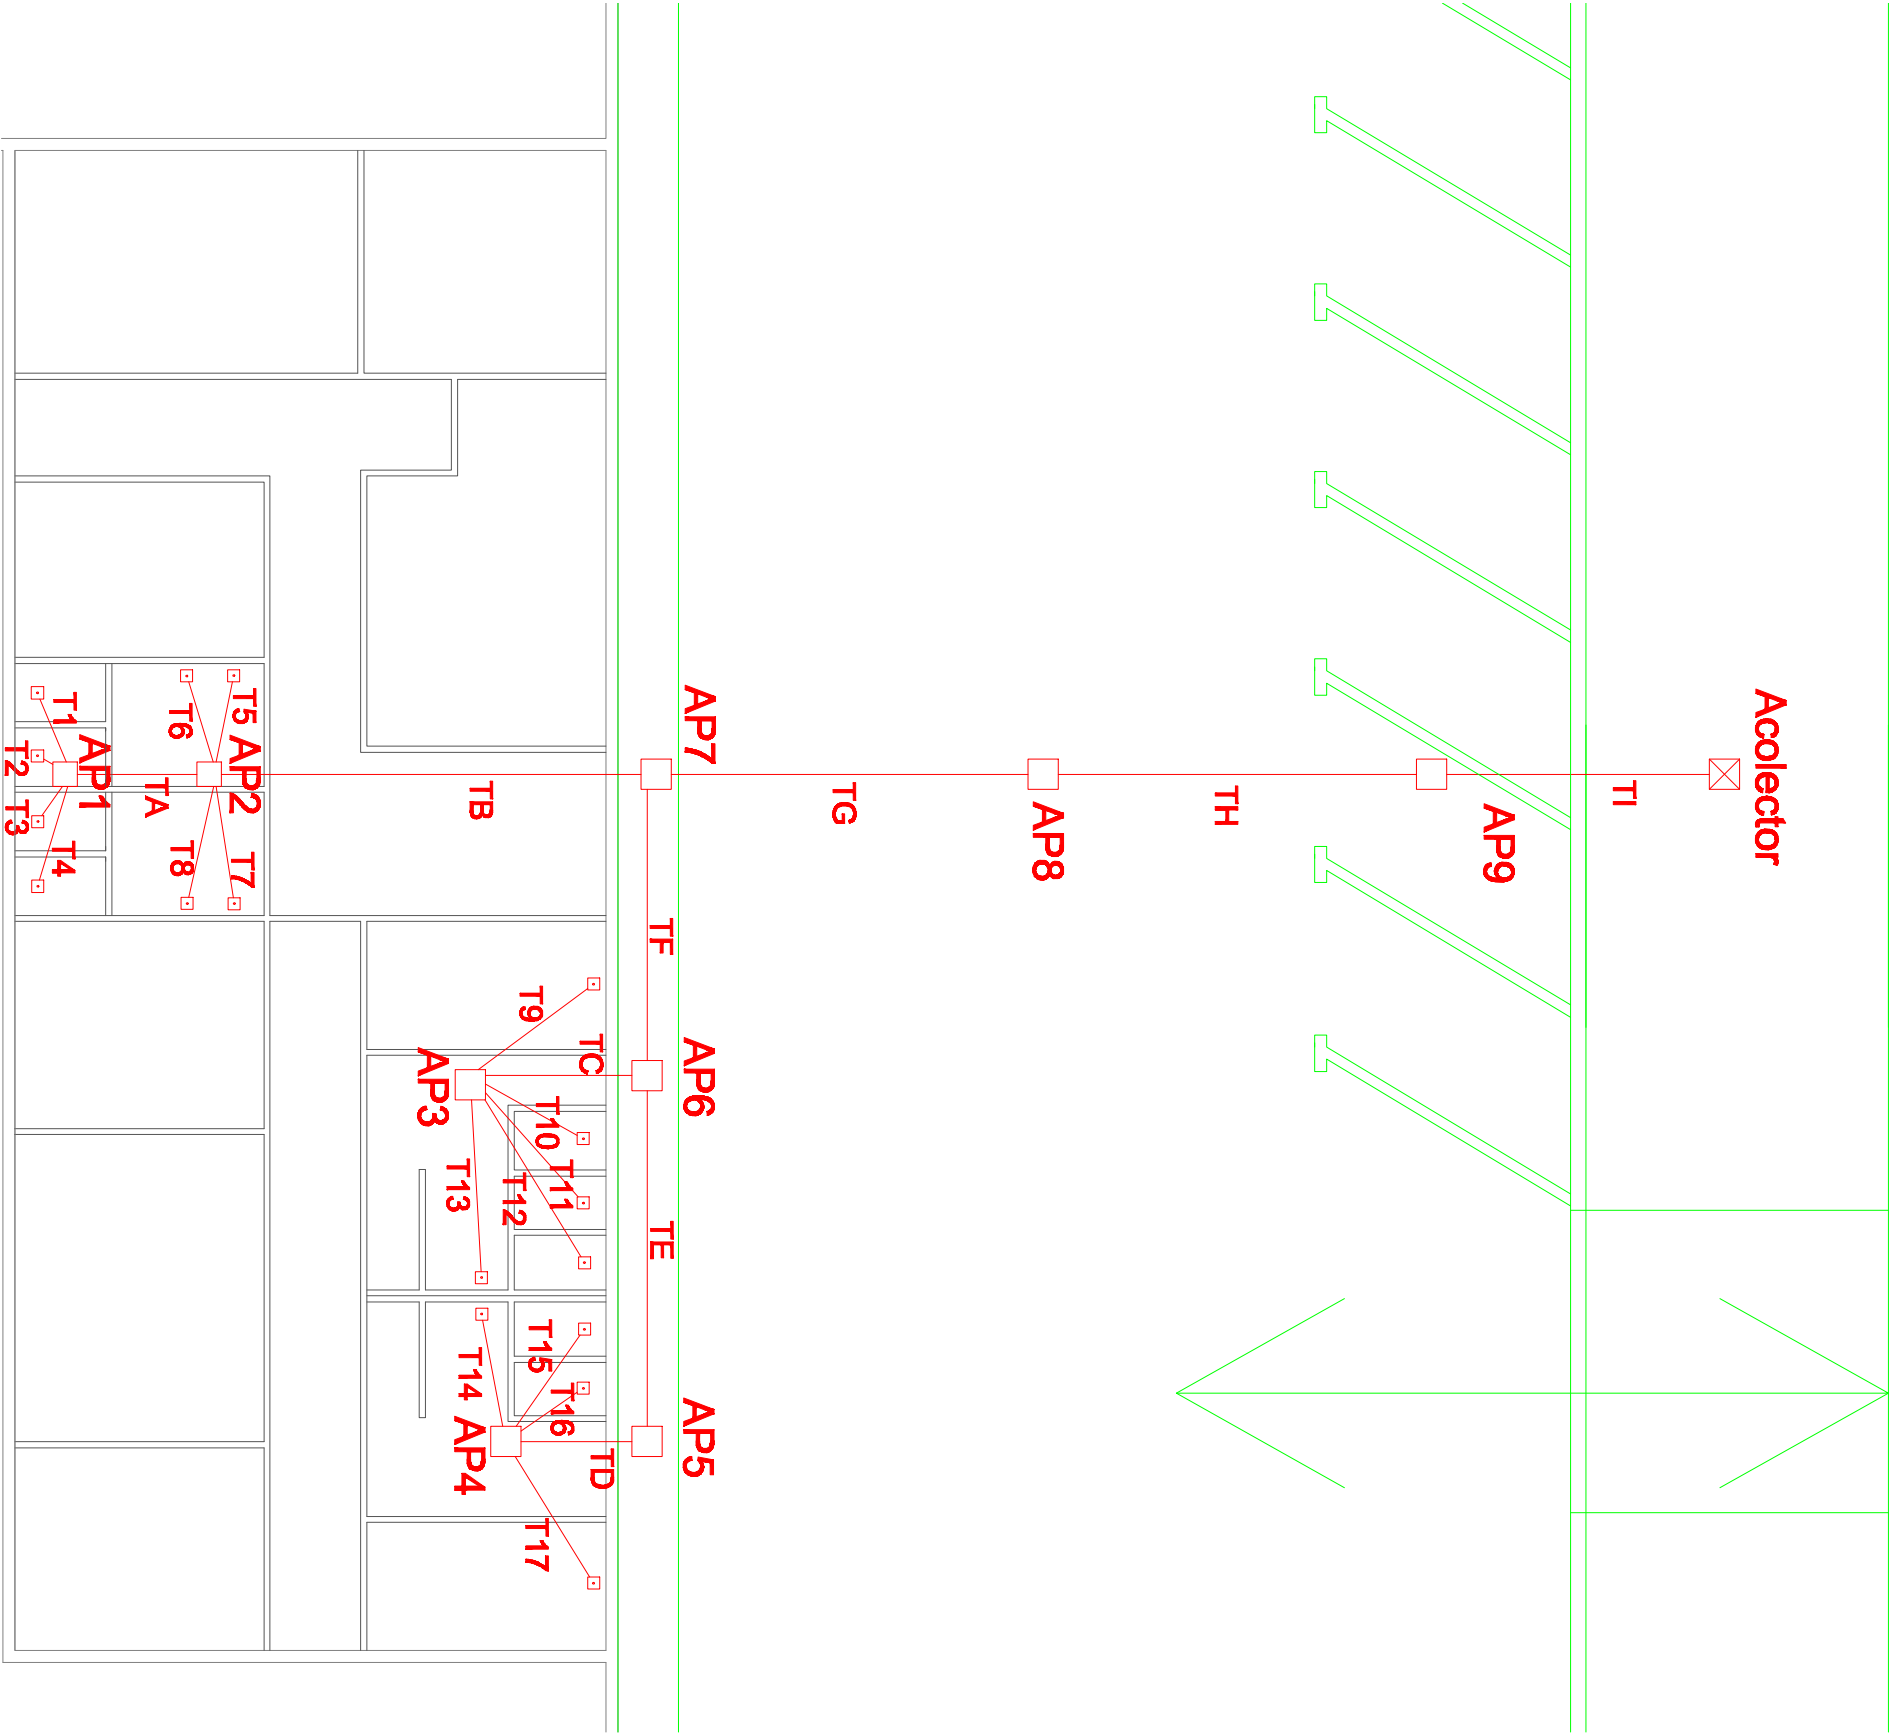 Acolector
TI
AP9
TH
AP8
TG
AP7
TF
AP6
TE
AP5
TC
TD
T9
T10
T11
T12
T13
AP3
T15
T16
T14
AP4
T17
TB
T5
AP2
T7
T6
T8
TA
AP1
T1
T4
T2
T3